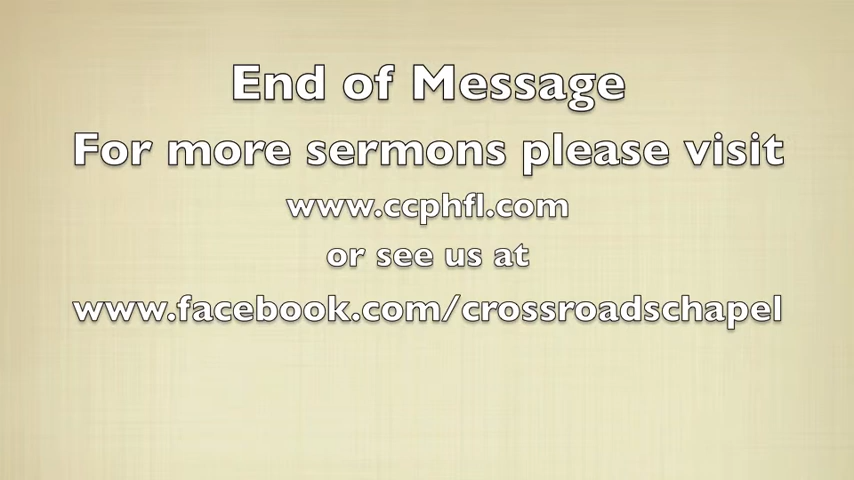 End of Message
For more sermons please visit
www.ccphfl.com
or see us at
www.facebook.com/crossroadschapel